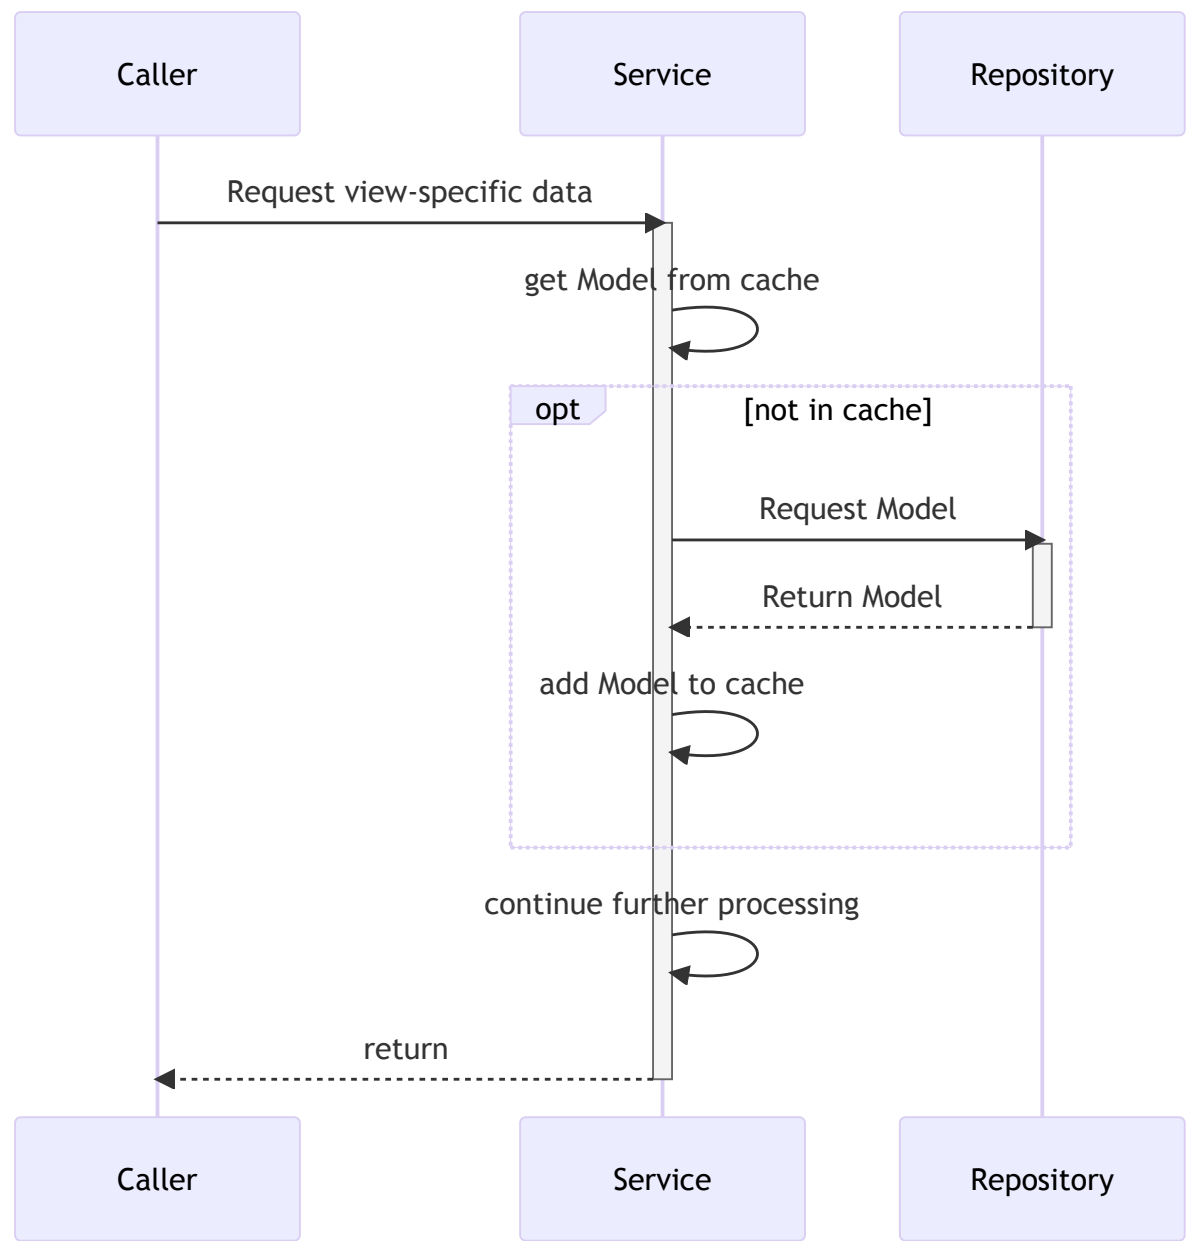 Caller
Service
Repository
Request view-specific data
get Model from cache
opt
[not in cache]
Request Model
Return Model
add Model to cache
continue further processing
return
Caller
Service
Repository